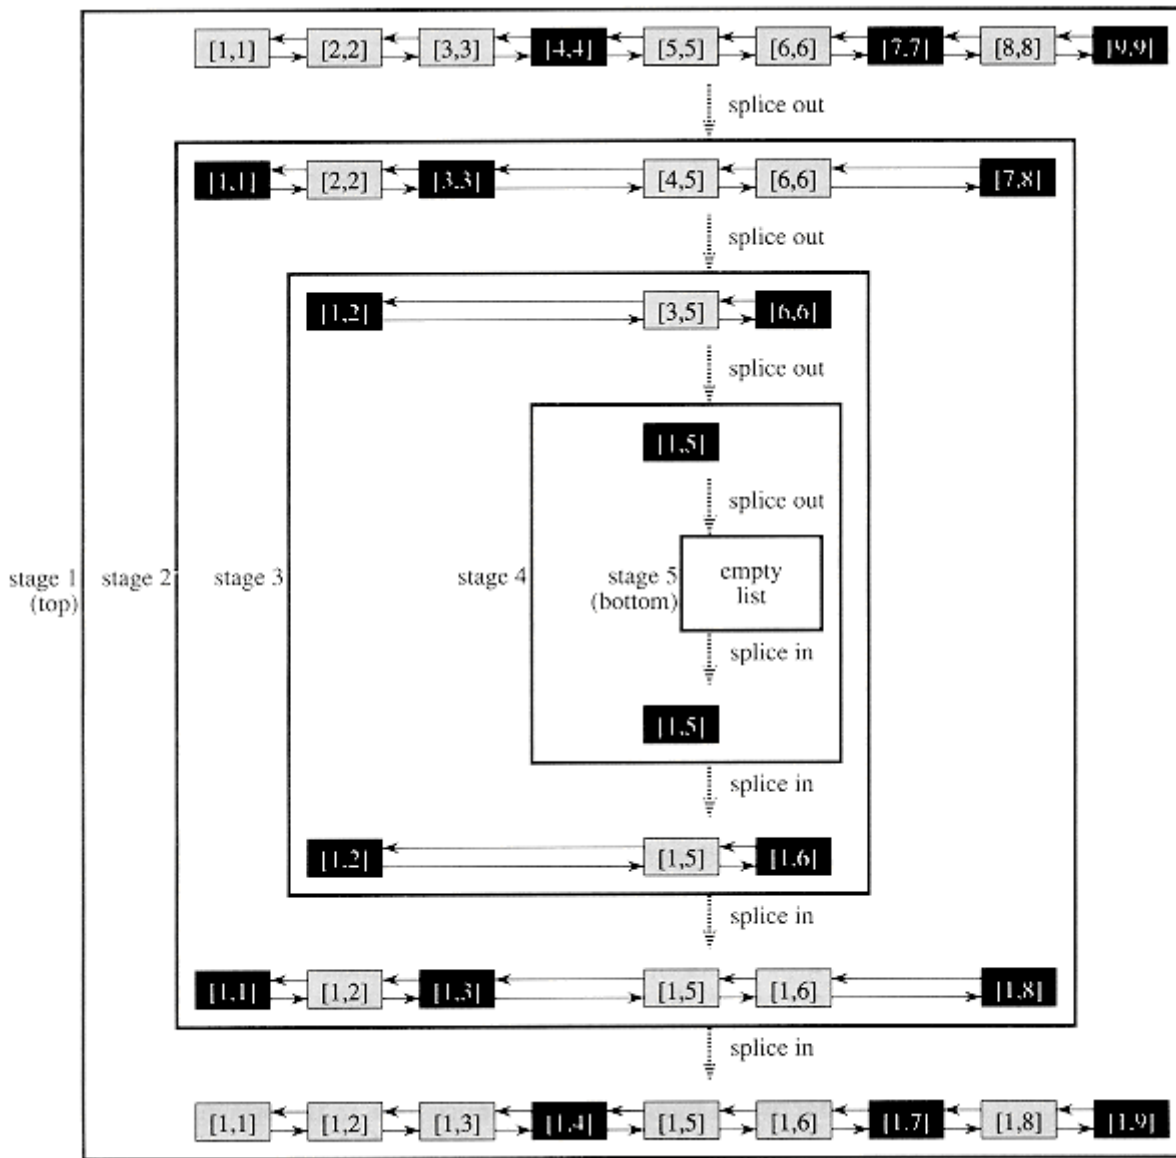 [1,1] [2,2] [3,3] [4,4] [5,5] [6,6] [7,7] [8,8] [9,9]
splice out
[1,1] [2,2] [3,3] [4,5] [6,6] [7,8]
splice out
[1,2] [3,5] [6,6]
splice out
[1,5]
splice out
stage 1
(top)
stage 2
stage 3
stage 4
stage 5
(bottom)
empty
list
splice in
[1,5]
splice in
[1,2] [1,5] [1,6]
splice in
[1,1] [1,2] [1,3] [1,5] [1,6] [1,8]
splice in
[1,1] [1,2] [1,3] [1,4] [1,5] [1,6] [1,7] [1,8] [1,9]